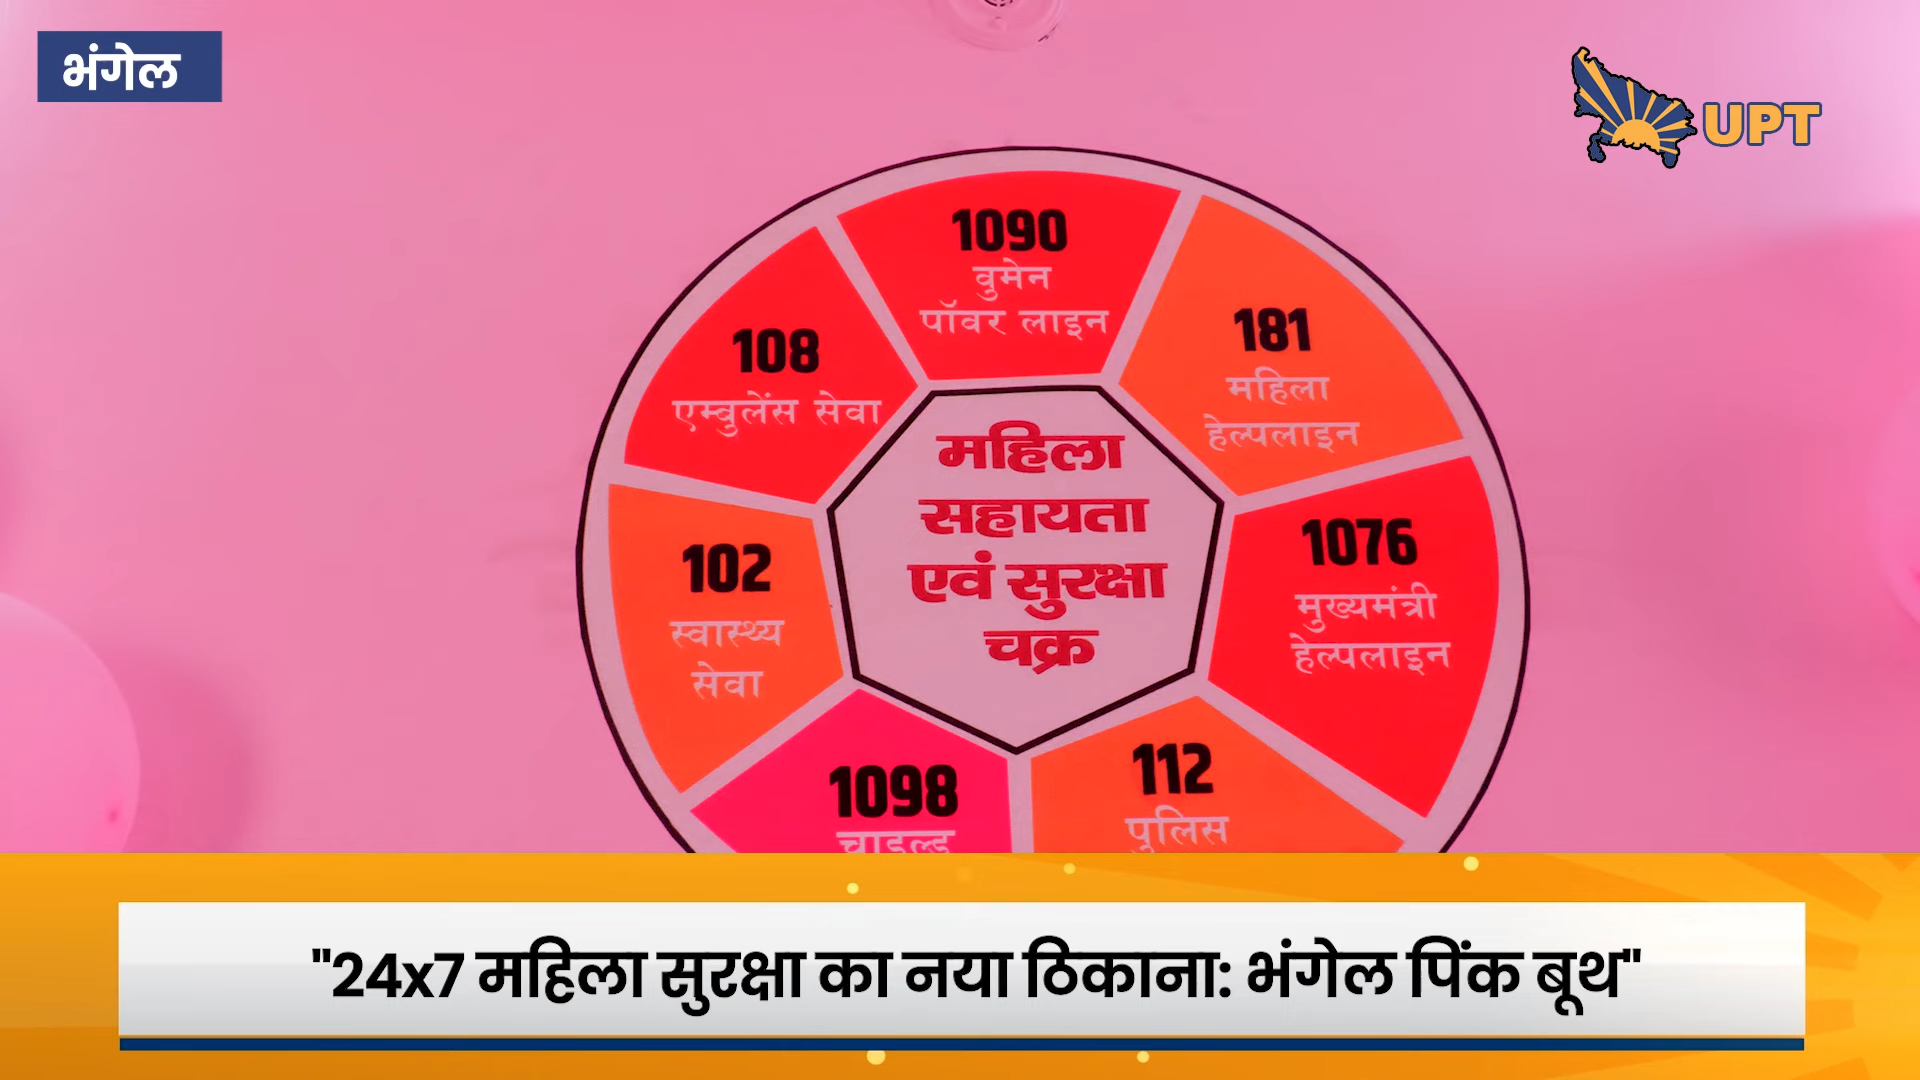 भंगेल
UPT
1090
वुमेन
पॉवर लाइन
181
महिला
हेल्पलाइन
108
एम्बुलेंस सेवा
महिला
सहायता
एवं सुरक्षा
चक्र
1076
मुख्यमंत्री
हेल्पलाइन
102
स्वास्थ्य
सेवा
1098
चाइल्ड
112
पुलिस
"24x7 महिला सुरक्षा का नया ठिकाना: भंगेल पिंक बूथ"